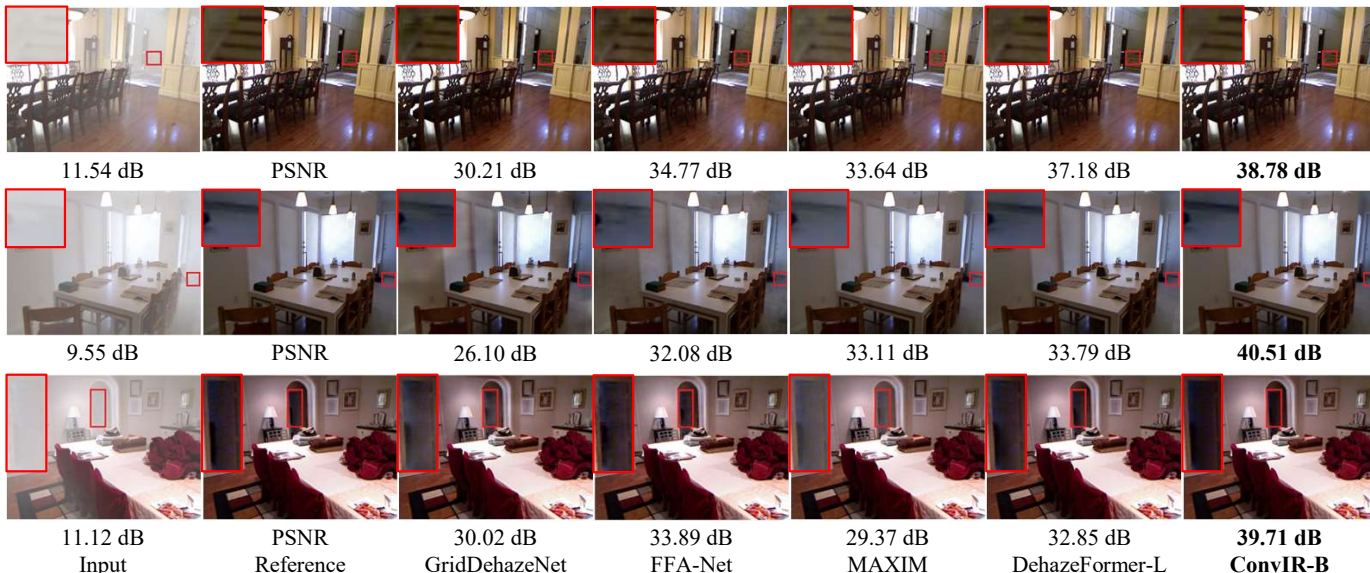 11.54 dB PSNR 30.21 dB 34.77 dB 33.64 dB 37.18 dB 38.78 dB
9.55 dB PSNR 26.10 dB 32.08 dB 33.11 dB 33.79 dB 40.51 dB
11.12 dB PSNR 30.02 dB 33.89 dB 29.37 dB 32.85 dB 39.71 dB
Input Reference GridDehazeNet FFA-Net MAXIM DehazeFormer-L ConvIR-B